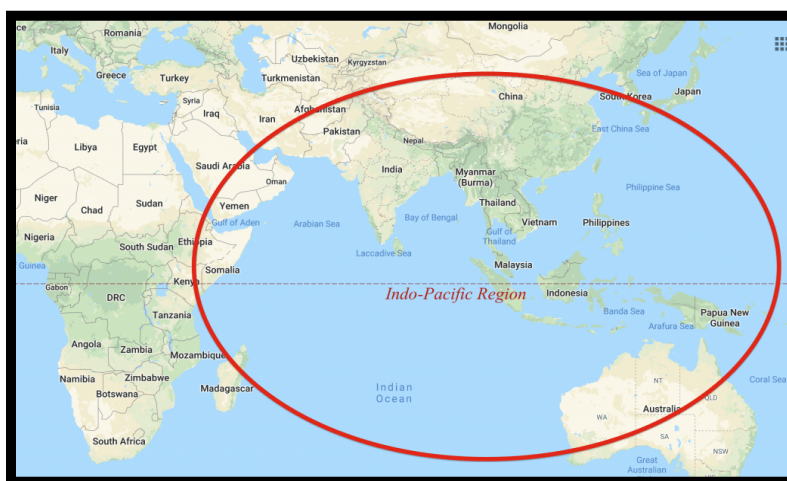 ce
Romania
Mongolia
Italy
Uzbekistan
Kyrgyzstan
Greece
Turkey
Turkmenistan
Sea of Japan
Tunisia
Syria
Afghanistan
China
South Korea
Japan
Iraq
Iran
East China Sea
ria
Libya
Egypt
Pakistan
Nepal
Saudi Arabia
India
Oman
Myanmar
(Burma)
Philippine Sea
Niger
Chad
Sudan
Yemen
Thailand
Gulf of Aden
Arabian Sea
Bay of Bengal
Vietnam
Philippines
Nigeria
South Sudan
Ethiopia
Gulf of
Thailand
Laccadive Sea
Guinea
Somalia
Malaysia
Gabon
Kenya
DRC
Indo-Pacific Region
Indonesia
Tanzania
Banda Sea
Papua New
Guinea
Arafura Sea
Angola
Zambia
Mozambique
Namibia
Zimbabwe
Madagascar
Botswana
Indian
Ocean
NT
Coral Sea
WA
Australia
QLD
South Africa
SA
NSW
Great
Australian